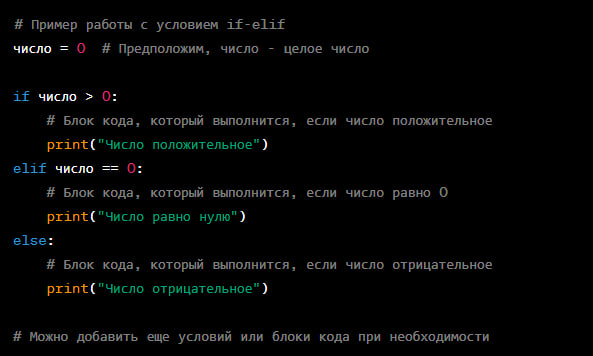 # Пример работы с условием if-elif
число = 0  # Предположим, число - целое число
if число > 0:
    # Блок кода, который выполнится, если число положительное
    print("Число положительное")
elif число == 0:
    # Блок кода, который выполнится, если число равно 0
    print("Число равно нулю")
else:
    # Блок кода, который выполнится, если число отрицательное
    print("Число отрицательное")
# Можно добавить еще условий или блоки кода при необходимости